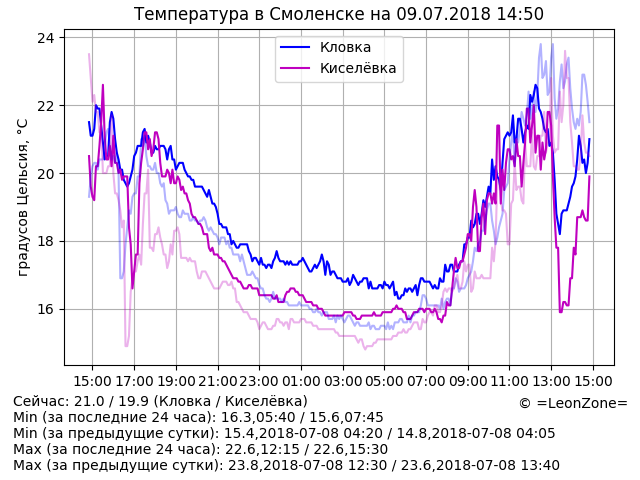 Температура в Смоленске на 09.07.2018 14:50
Кловка
Киселёвка
градусов Цельсия, °C
24
22
20
18
16
15:00 17:00 19:00 21:00 23:00 01:00 03:00 05:00 07:00 09:00 11:00 13:00 15:00
Сейчас: 21.0 / 19.9 (Кловка / Киселёвка)
© =LeonZone=
Min (за последние 24 часа): 16.3,05:40 / 15.6,07:45
Min (за предыдущие сутки): 15.4,2018-07-08 04:20 / 14.8,2018-07-08 04:05
Max (за последние 24 часа): 22.6,12:15 / 22.6,15:30
Max (за предыдущие сутки): 23.8,2018-07-08 12:30 / 23.6,2018-07-08 13:40